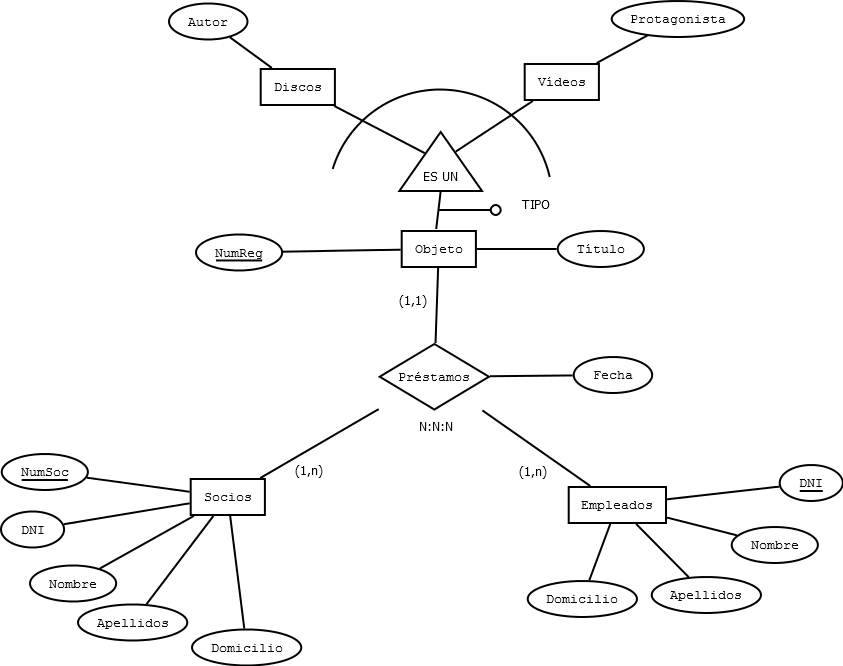 Autor
Protagonista
Discos
Vídeos
ES UN
TIPO
NumReg
Objeto
Título
(1,1)
Préstamos
Fecha
N:N:N
(1,n)
(1,n)
NumSoc
Socios
DNI
Empleados
DNI
Nombre
Nombre
Apellidos
Domicilio
Domicilio
Apellidos